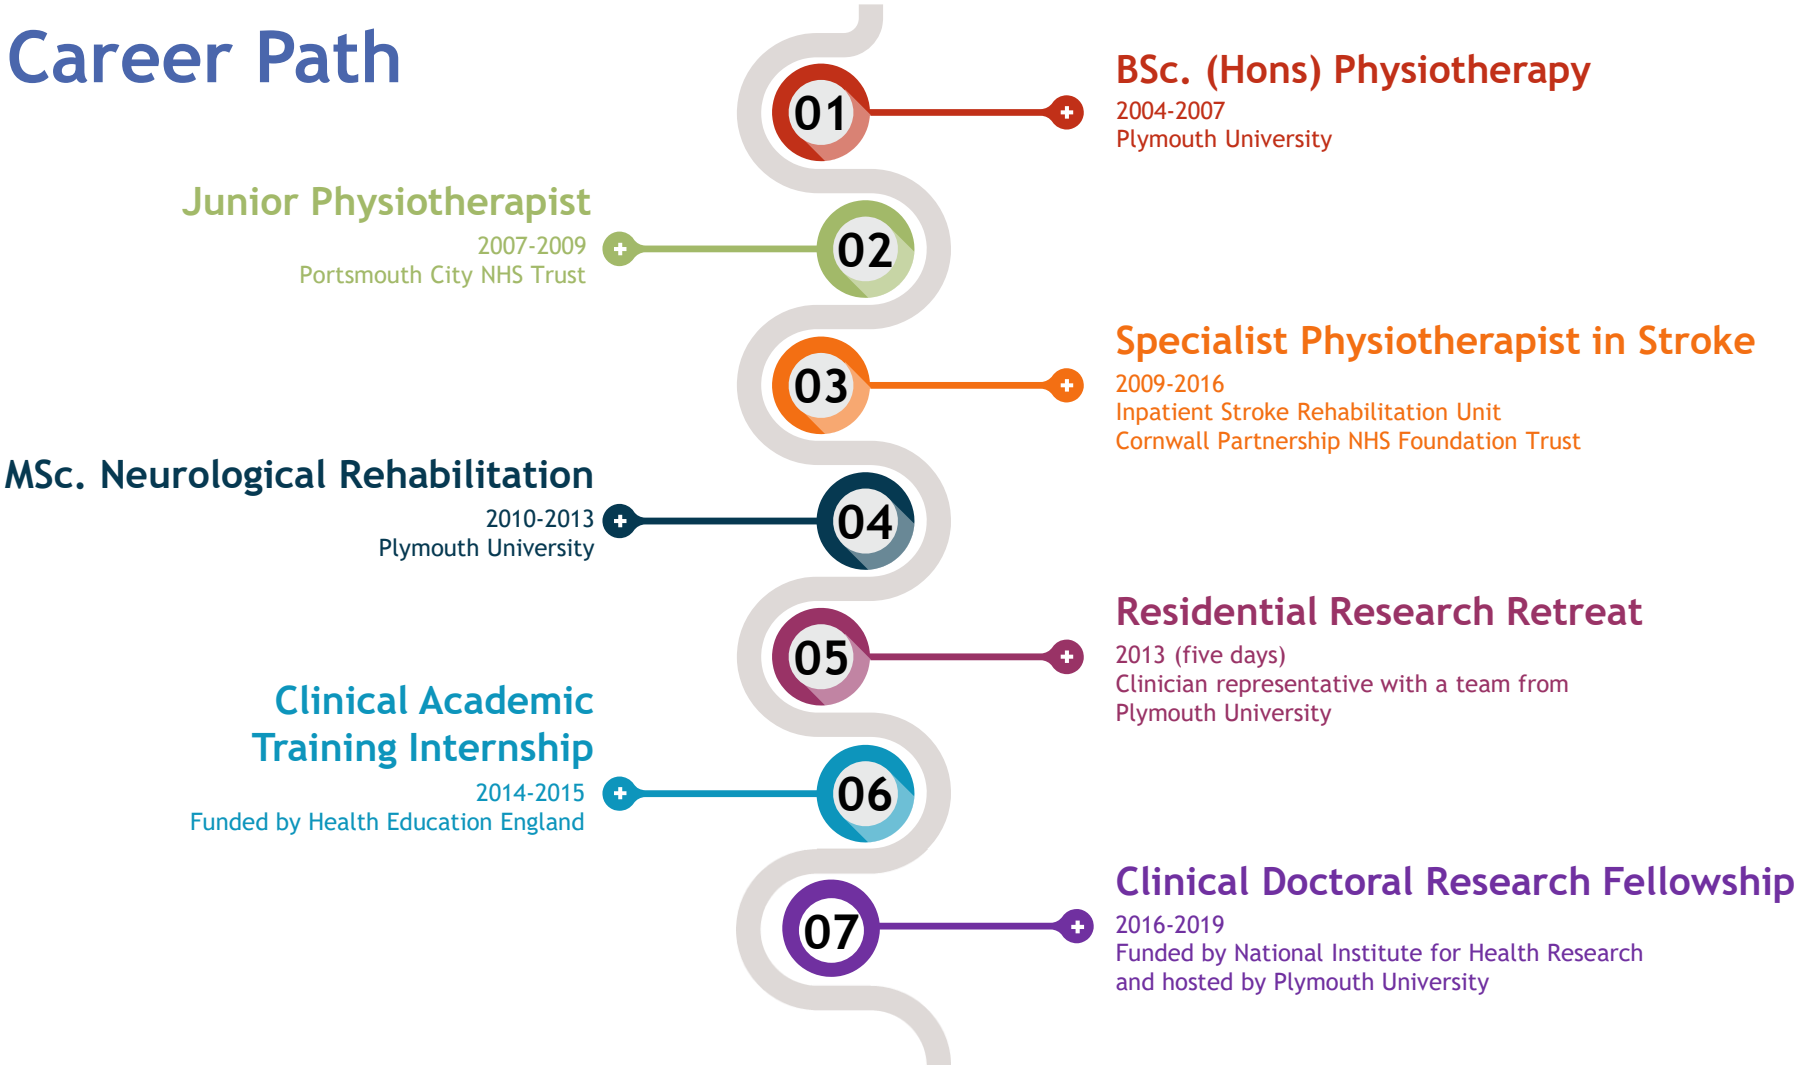 Career Path
01
BSc. (Hons) Physiotherapy
2004-2007
Plymouth University
Junior Physiotherapist
2007-2009
Portsmouth City NHS Trust
02
03
Specialist Physiotherapist in Stroke
2009-2016
Inpatient Stroke Rehabilitation Unit
Cornwall Partnership NHS Foundation Trust
MSc. Neurological Rehabilitation
2010-2013
Plymouth University
04
05
Residential Research Retreat
2013 (five days)
Clinician representative with a team from
Plymouth University
Clinical Academic
Training Internship
2014-2015
Funded by Health Education England
06
07
Clinical Doctoral Research Fellowship
2016-2019
Funded by National Institute for Health Research
and hosted by Plymouth University